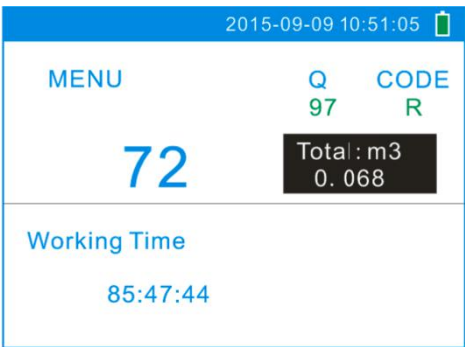 2015-09-09 10:51:05
MENU Q CODE
97 R
72 Total: m3
0. 068
Working Time
85:47:44